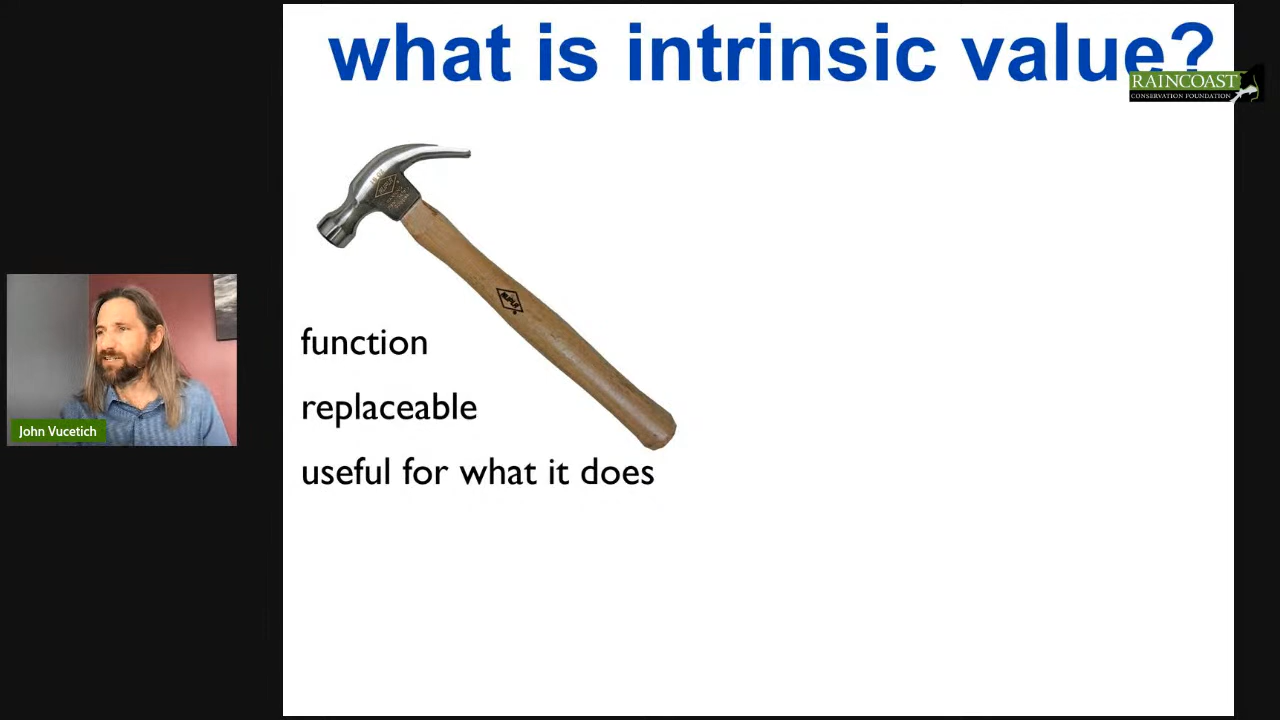 what is intrinsic value?
RAINCOAST
CONSERVATION FOUNDATION
function
replaceable
useful for what it does
John Vucetich